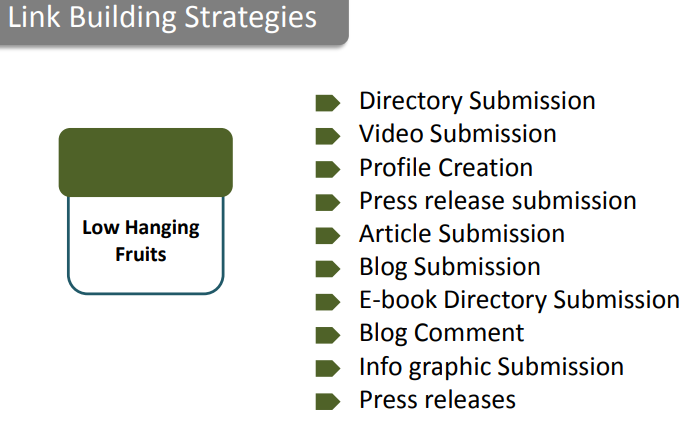 Link Building Strategies
Low Hanging
Fruits
Directory Submission
Video Submission
Profile Creation
Press release submission
Article Submission
Blog Submission
E-book Directory Submission
Blog Comment
Info graphic Submission
Press releases